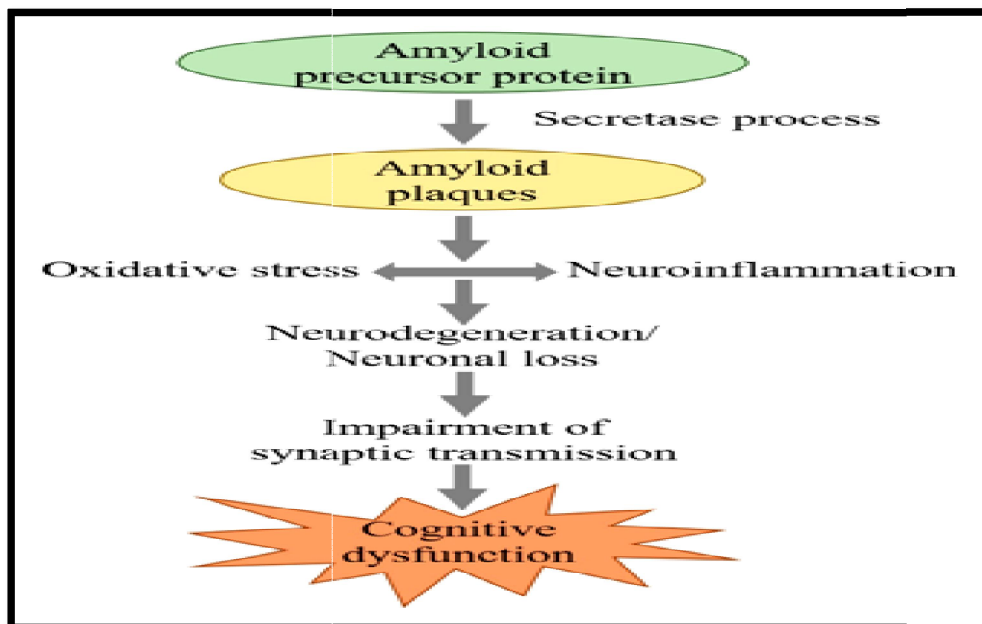 Amyloid
precursor protein
Secretase process
Amyloid
plaques
Oxidative stress
Neuroinflammation
Neurodegeneration/
Neuronal loss
Impairment of
synaptic transmission
Cognitive
dysfunction